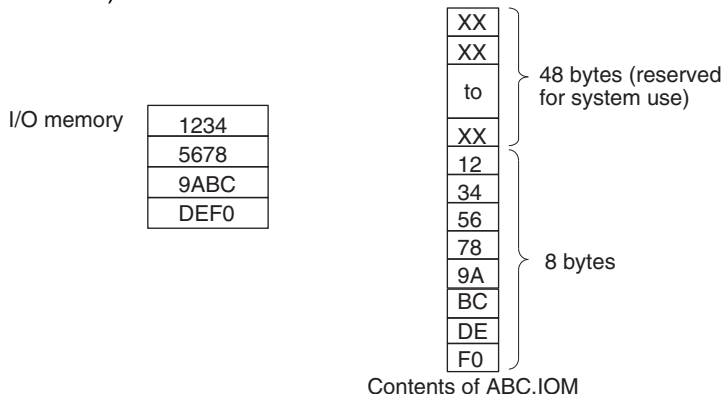 I/O memory
1234
5678
9ABC
DEF0
XX
XX
to
XX
48 bytes (reserved
for system use)
12
34
56
78
9A
BC
DE
F0
8 bytes
Contents of ABC.IOM